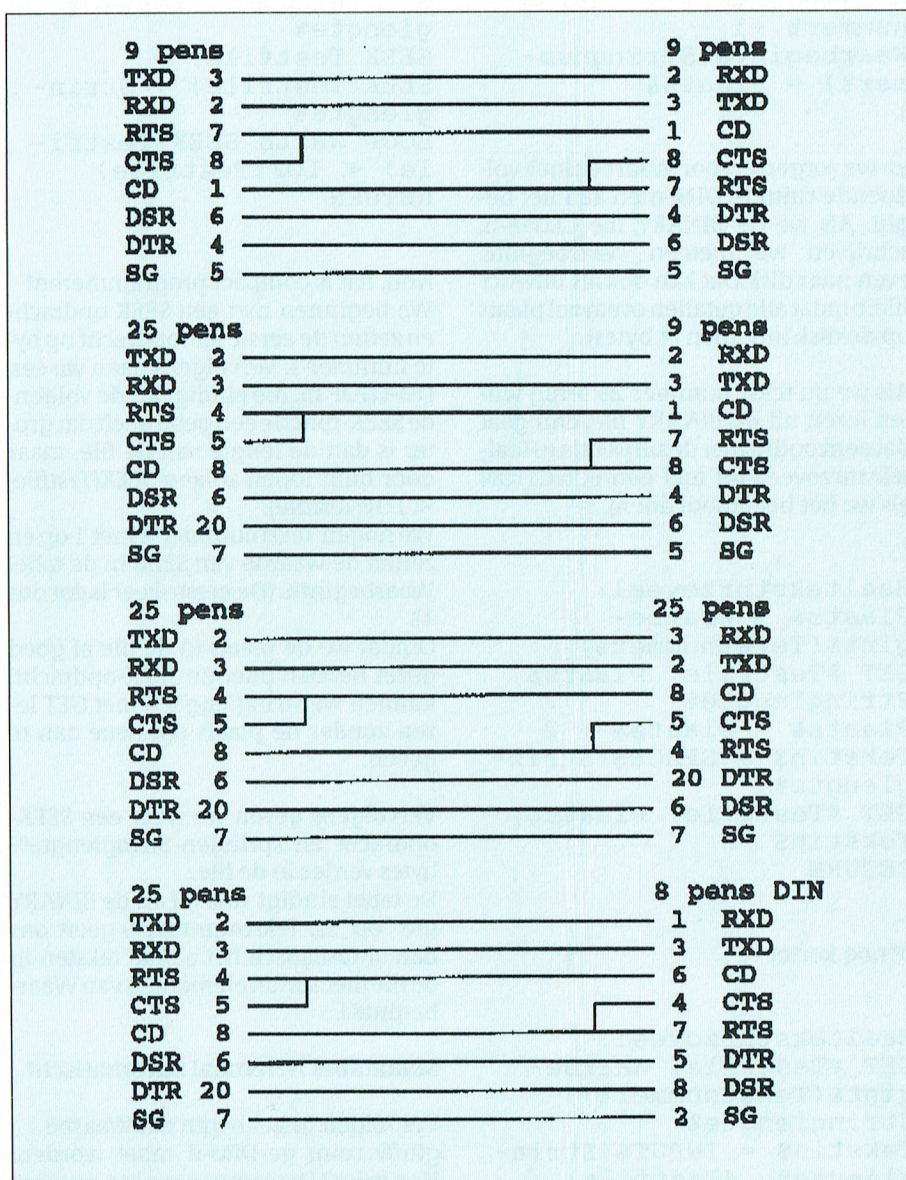 9 pens 9 pens
TXD 3 2 RXD
RXD 2 3 TXD
RTS 7 1 CD
CTS 8 8 CTS
CD 1 7 RTS
DSR 6 4 DTR
DTR 4 6 DSR
SG 5 5 SG
25 pens 9 pens
TXD 2 2 RXD
RXD 3 3 TXD
RTS 4 1 CD
CTS 5 7 RTS
CD 8 8 CTS
DSR 6 4 DTR
DTR 20 6 DSR
SG 7 5 SG
25 pens 25 pens
TXD 2 3 RXD
RXD 3 2 TXD
RTS 4 8 CD
CTS 5 5 CTS
CD 8 4 RTS
DSR 6 20 DTR
DTR 20 6 DSR
SG 7 7 SG
25 pens 8 pens DIN
TXD 2 1 RXD
RXD 3 3 TXD
RTS 4 6 CD
CTS 5 4 CTS
CD 8 7 RTS
DSR 6 5 DTR
DTR 20 8 DSR
SG 7 2 SG